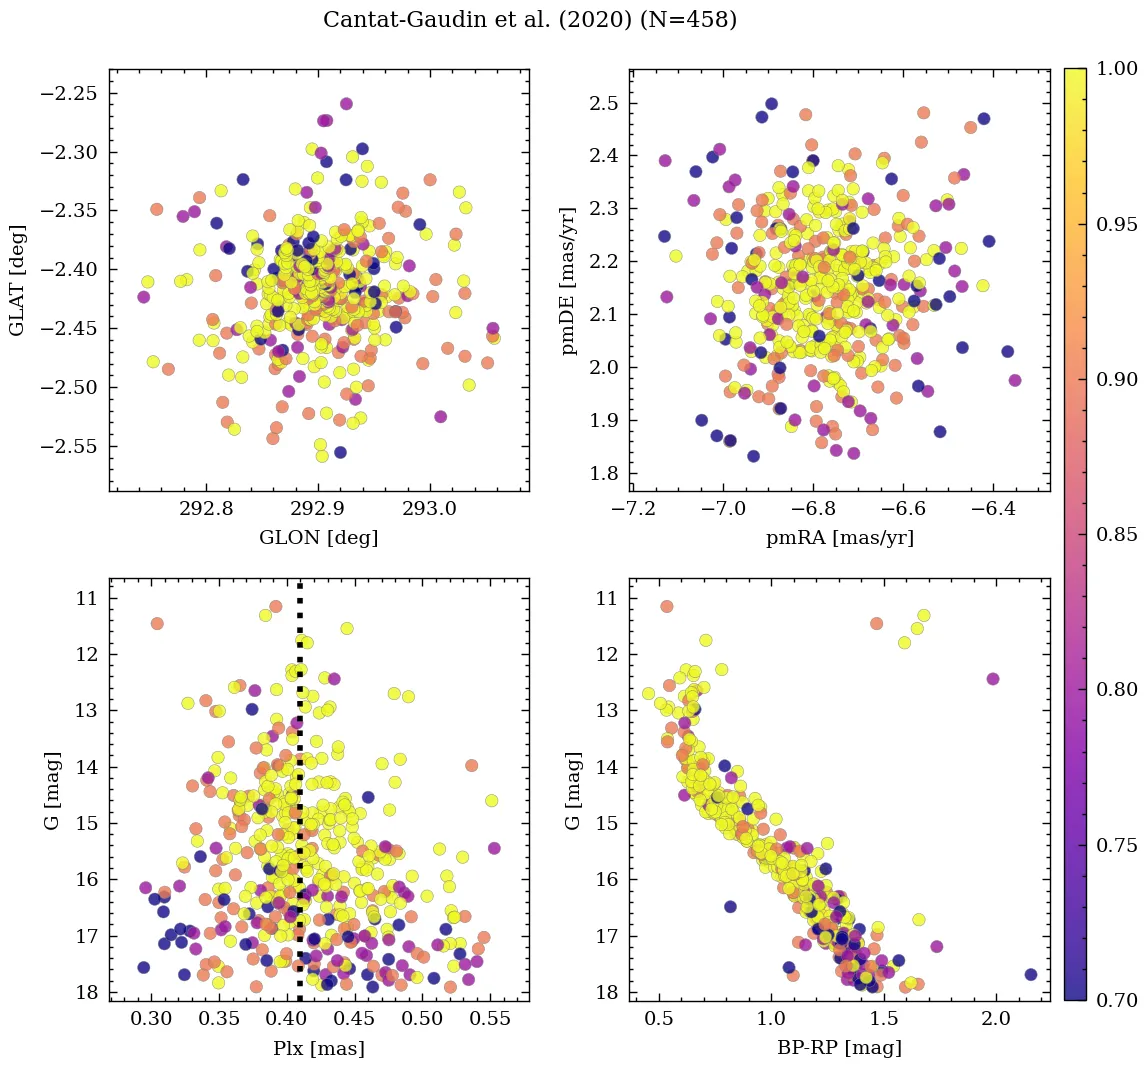 Cantat-Gaudin et al. (2020) (N=458)
−2.25
−2.30
−2.35
−2.40
−2.45
−2.50
−2.55
GLAT [deg]
292.8 292.9 293.0
GLON [deg]
2.5
2.4
2.3
2.2
2.1
2.0
1.9
1.8
pmDE [mas/yr]
−7.2 −7.0 −6.8 −6.6 −6.4
pmRA [mas/yr]
11
12
13
14
15
16
17
18
G [mag]
0.30 0.35 0.40 0.45 0.50 0.55
Plx [mas]
11
12
13
14
15
16
17
18
G [mag]
0.5 1.0 1.5 2.0
BP-RP [mag]
1.00
0.95
0.90
0.85
0.80
0.75
0.70